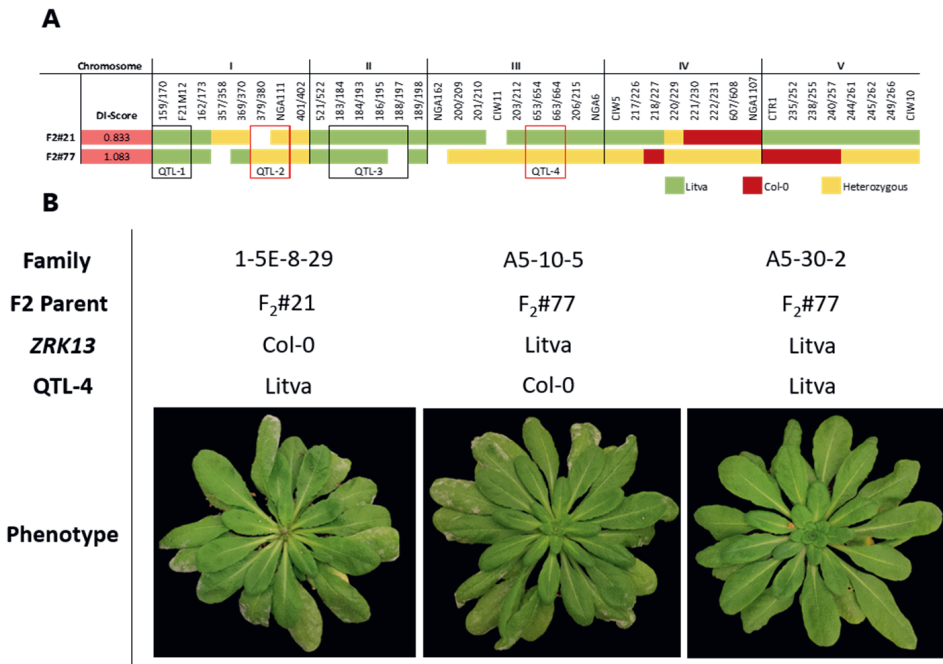 A
Chromosome I II III IV V
DI-Score 159/170 F21M12 162/173 357/358 369/370 379/380 NGA111 401/402 521/522 183/184 184/193 186/195 188/197 189/198 NGA162 200/209 201/210 CIW11 203/212 653/654 663/664 206/215 NGA6 CIW5 217/226 218/227 220/229 221/230 222/231 607/608 NGA1107 CTR1 235/252 238/255 240/257 244/261 245/262 249/266 CIW10
F2#21 0.833
F2#77 1.083
QTL-1 QTL-2 QTL-3 QTL-4
Litva Col-0 Heterozygous
B
Family 1-5E-8-29 A5-10-5 A5-30-2
F2 Parent F₂#21 F₂#77 F₂#77
ZRK13 Col-0 Litva Litva
QTL-4 Litva Col-0 Litva
Phenotype